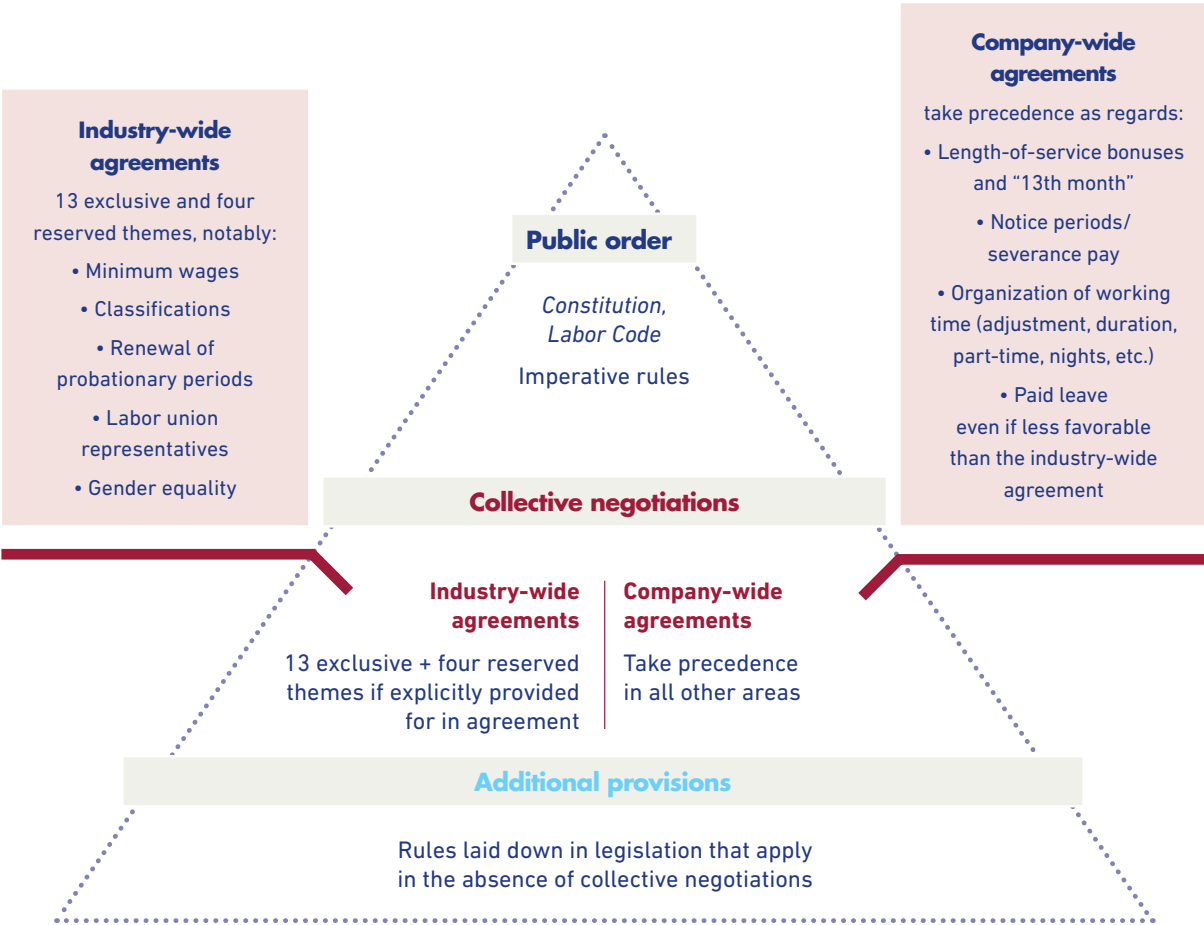 Industry-wide
agreements
13 exclusive and four
reserved themes, notably:
• Minimum wages
• Classifications
• Renewal of
probationary periods
• Labor union
representatives
• Gender equality
Public order
Constitution,
Labor Code
Imperative rules
Company-wide
agreements
take precedence as regards:
• Length-of-service bonuses
and “13th month”
• Notice periods/
severance pay
• Organization of working
time (adjustment, duration,
part-time, nights, etc.)
• Paid leave
even if less favorable
than the industry-wide
agreement
Collective negotiations
Industry-wide
agreements
13 exclusive + four reserved
themes if explicitly provided
for in agreement
Company-wide
agreements
Take precedence
in all other areas
Additional provisions
Rules laid down in legislation that apply
in the absence of collective negotiations